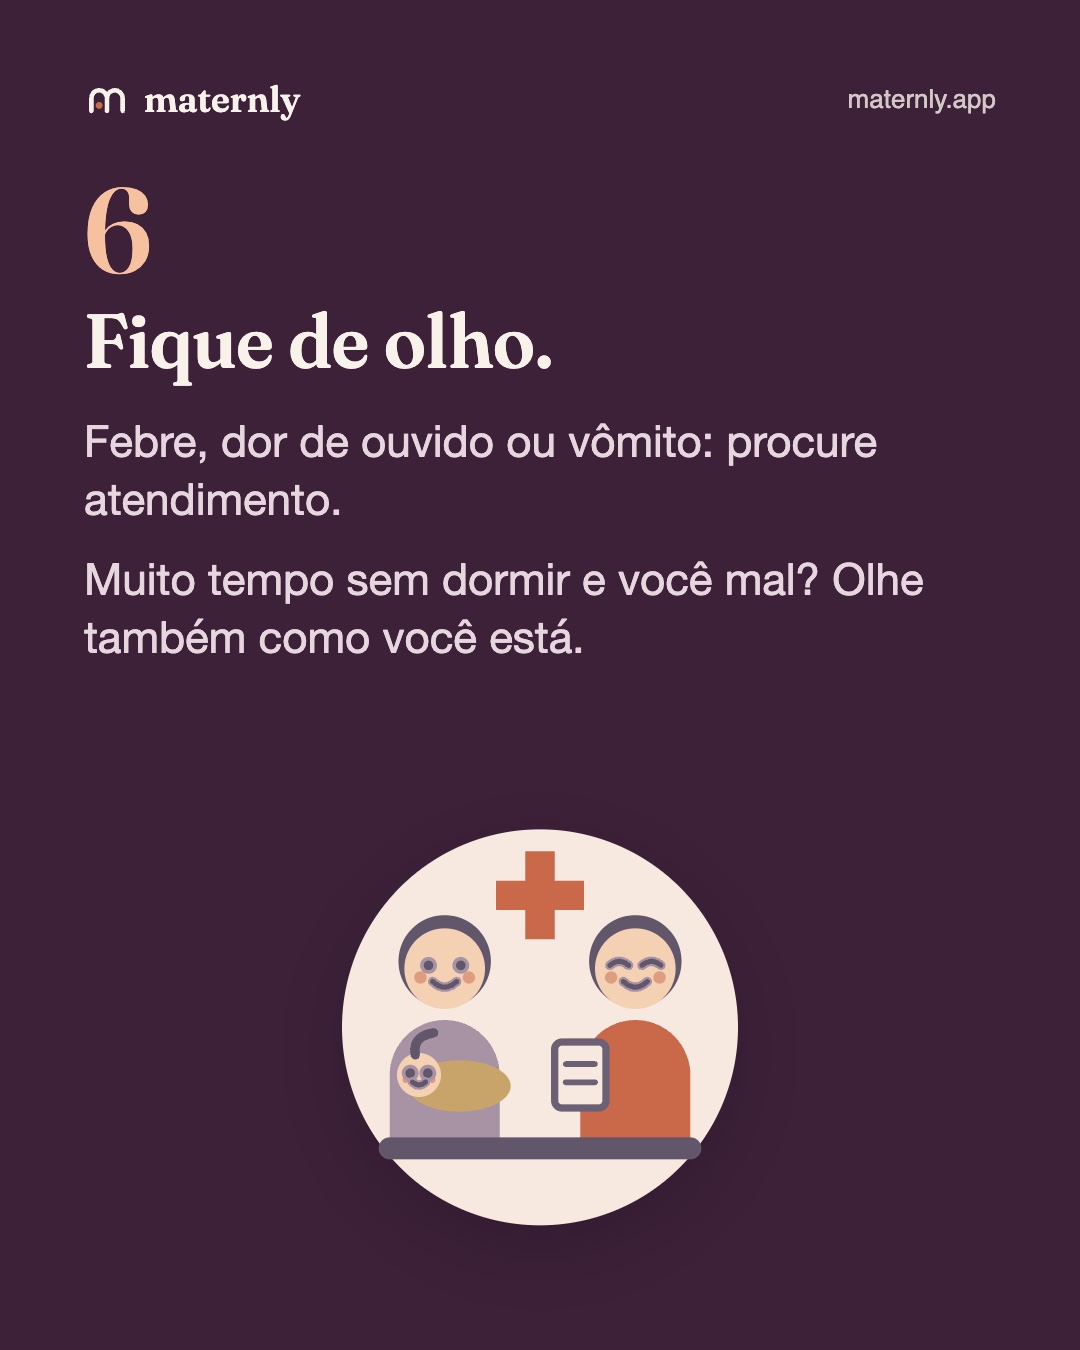 maternly
maternly.app
6
Fique de olho.
Febre, dor de ouvido ou vômito: procure
atendimento.
Muito tempo sem dormir e você mal? Olhe
também como você está.